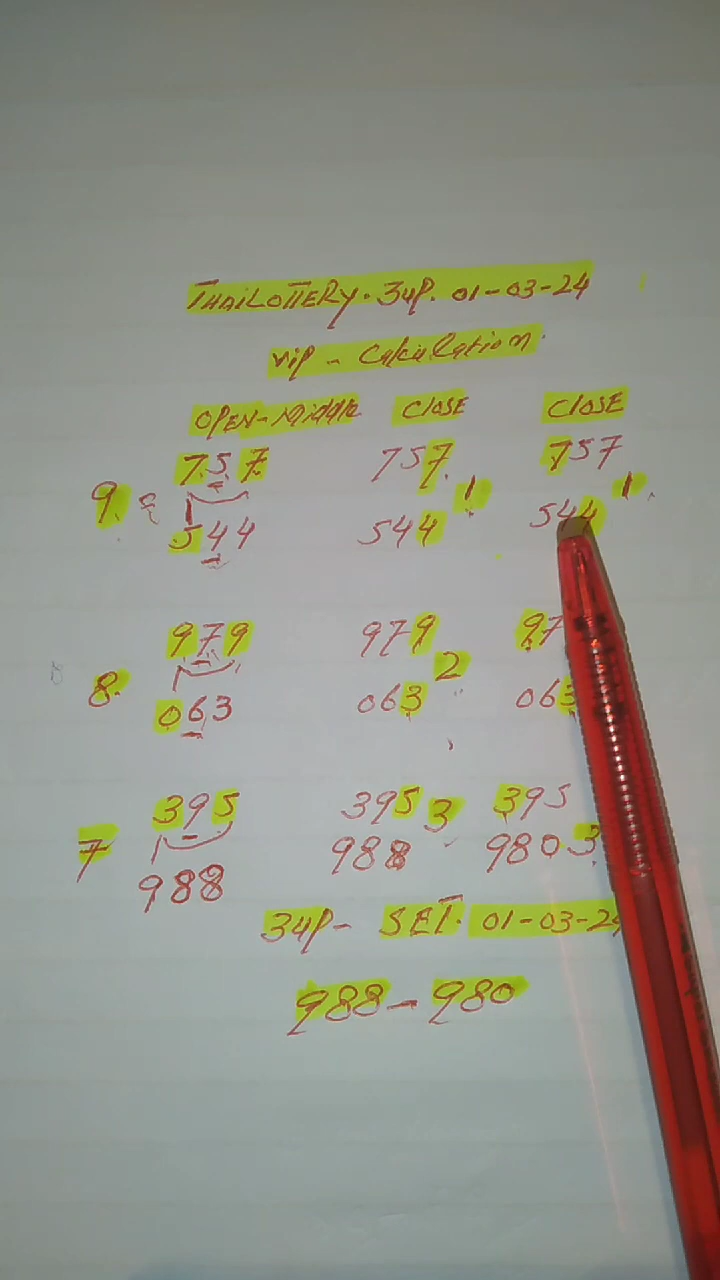 THAILOTTERY. 3up. 01-03-24
vip - Calculation.
OPEN-Middle CLOSE CLOSE
757 757 757
9. = 1 1
544 544 544
979 979 97
8. 2
063 063 063
395 395 3 395
7
988 988 980 3
3up- SET. 01-03-24
988-980